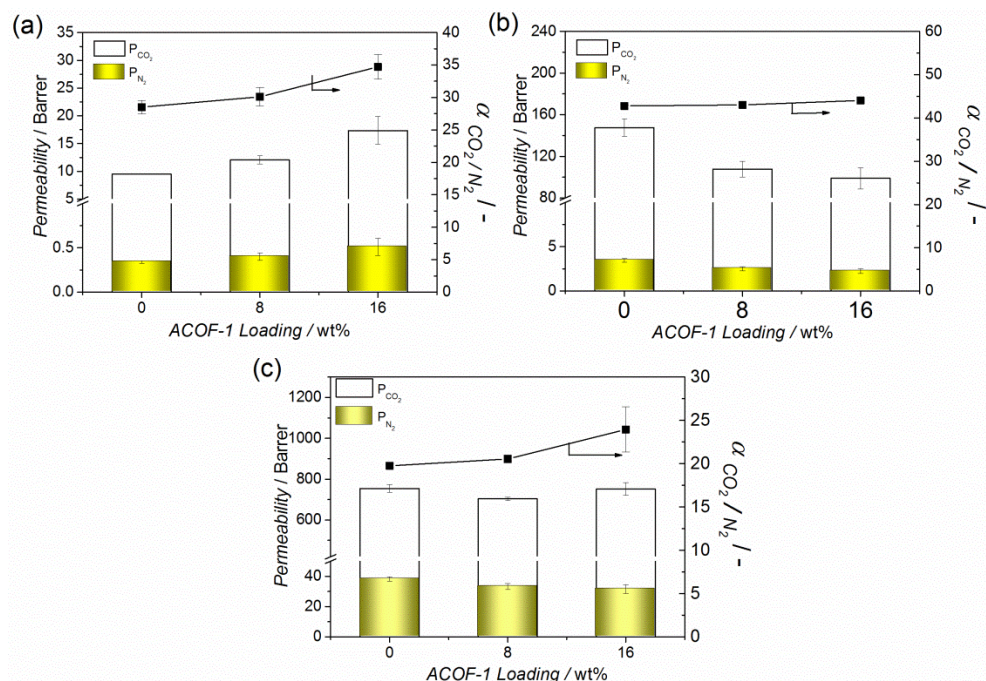 (a)
P_CO2
P_N2
Permeability / Barrer
35
30
25
20
15
10
5
0.5
0.0
40
35
30
25
20
15
10
5
0
α CO2/N2 / -
0 8 16
ACOF-1 Loading / wt%
(b)
P_CO2
P_N2
Permeability / Barrer
240
200
160
120
80
5
0
60
50
40
30
20
10
0
α CO2/N2 / -
0 8 16
ACOF-1 Loading / wt%
(c)
P_CO2
P_N2
Permeability / Barrer
1200
1000
800
600
40
20
0
30
25
20
15
10
5
0
α CO2/N2 / -
0 8 16
ACOF-1 Loading / wt%